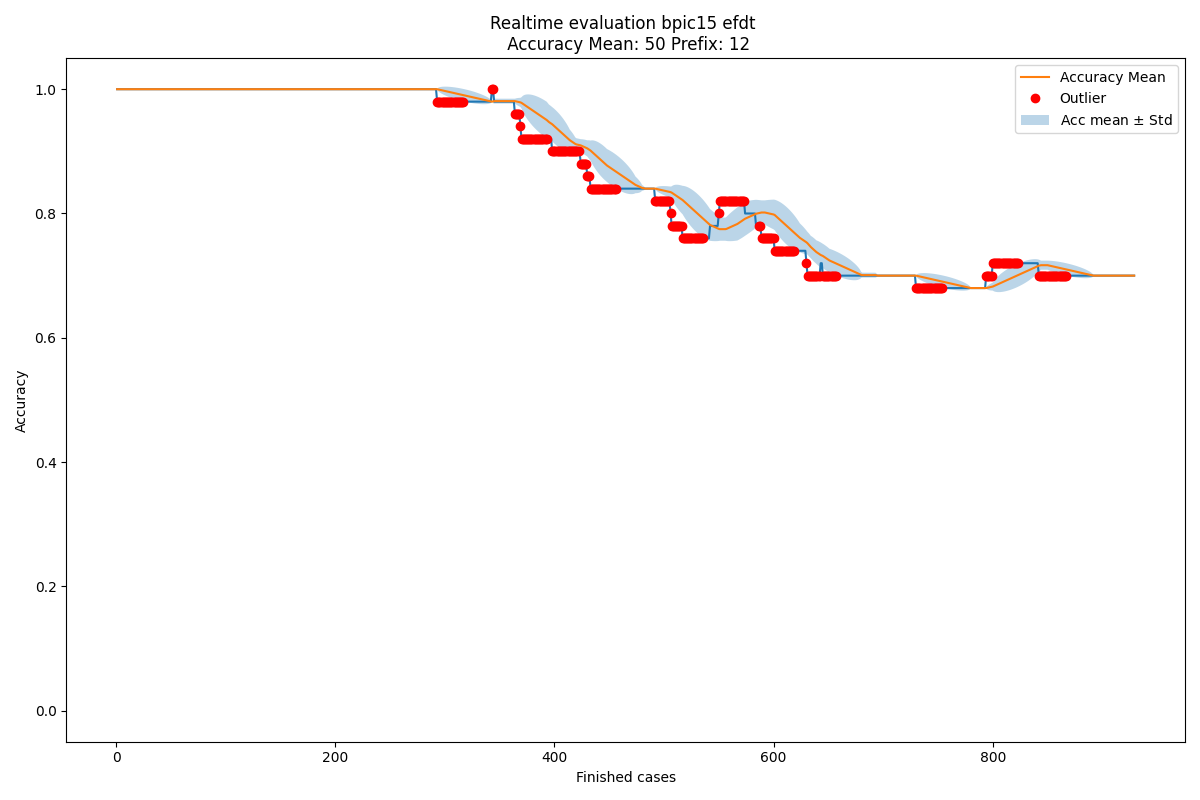 Realtime evaluation bpic15 efdt
Accuracy Mean: 50 Prefix: 12
Accuracy Mean
Outlier
Acc mean ± Std
1.0
0.8
0.6
0.4
0.2
0.0
Accuracy
0
200
400
600
800
Finished cases